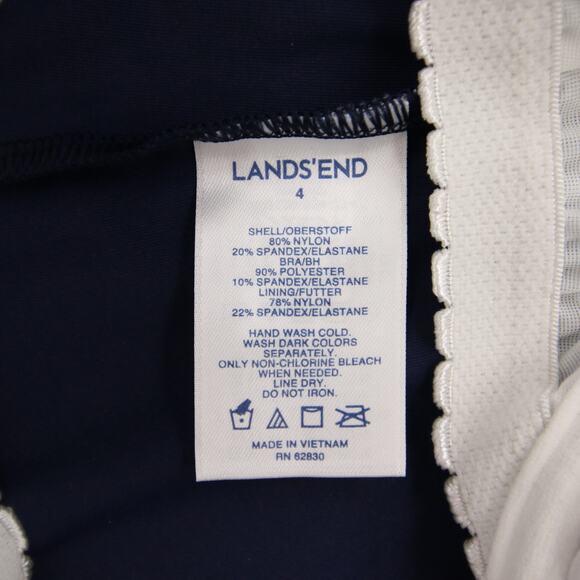 LANDS'END
4
SHELL/OBERSTOFF
80% NYLON
20% SPANDEX/ELASTANE
BRA/BH
90% POLYESTER
10% SPANDEX/ELASTANE
LINING/FUTTER
78% NYLON
22% SPANDEX/ELASTANE
HAND WASH COLD.
WASH DARK COLORS
SEPARATELY.
ONLY NON-CHLORINE BLEACH
WHEN NEEDED.
LINE DRY.
DO NOT IRON.
MADE IN VIETNAM
RN 62830